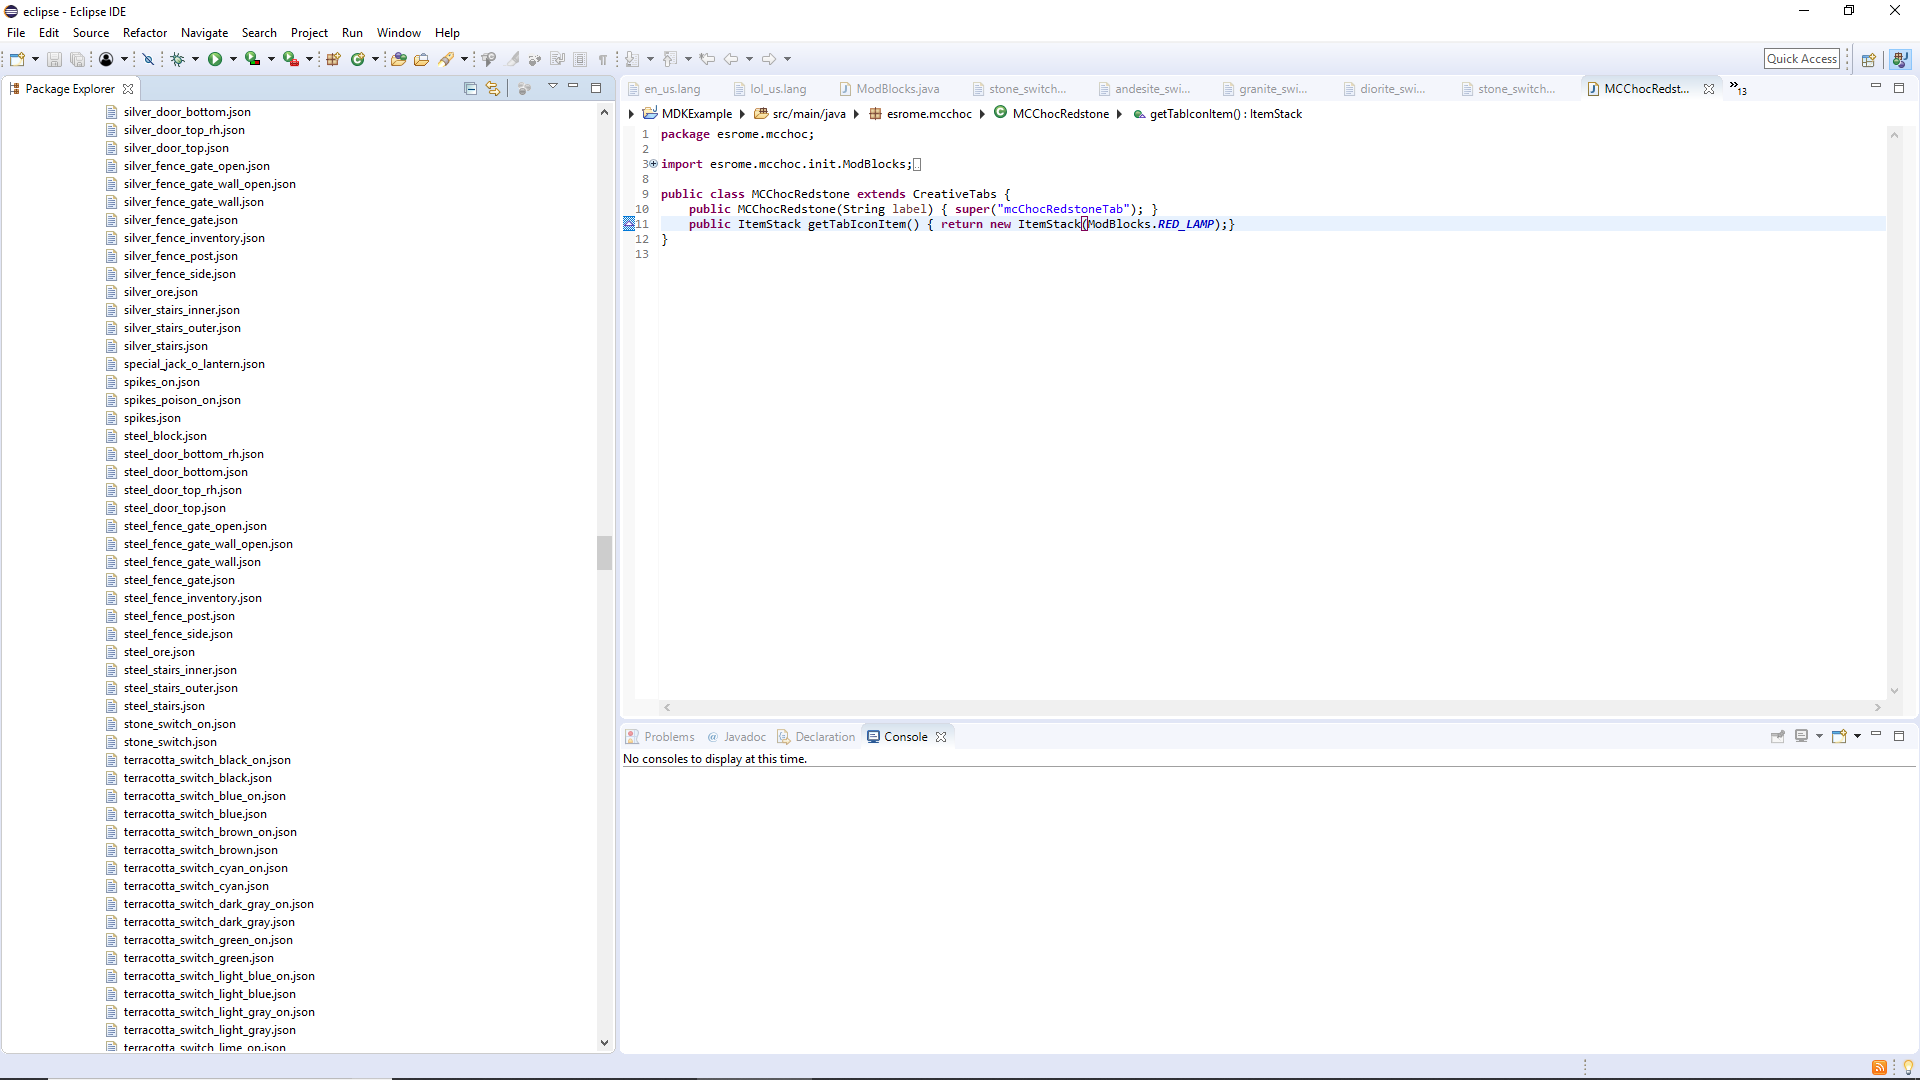 eclipse - Eclipse IDE
File Edit Source Refactor Navigate Search Project Run Window Help
Quick Access
Package Explorer
silver_door_bottom.json
silver_door_top_rh.json
silver_door_top.json
silver_fence_gate_open.json
silver_fence_gate_wall_open.json
silver_fence_gate_wall.json
silver_fence_gate.json
silver_fence_inventory.json
silver_fence_post.json
silver_fence_side.json
silver_ore.json
silver_stairs_inner.json
silver_stairs_outer.json
silver_stairs.json
special_jack_o_lantern.json
spikes_on.json
spikes_poison_on.json
spikes.json
steel_block.json
steel_door_bottom_rh.json
steel_door_bottom.json
steel_door_top_rh.json
steel_door_top.json
steel_fence_gate_open.json
steel_fence_gate_wall_open.json
steel_fence_gate_wall.json
steel_fence_gate.json
steel_fence_inventory.json
steel_fence_post.json
steel_fence_side.json
steel_ore.json
steel_stairs_inner.json
steel_stairs_outer.json
steel_stairs.json
stone_switch_on.json
stone_switch.json
terracotta_switch_black_on.json
terracotta_switch_black.json
terracotta_switch_blue_on.json
terracotta_switch_blue.json
terracotta_switch_brown_on.json
terracotta_switch_brown.json
terracotta_switch_cyan_on.json
terracotta_switch_cyan.json
terracotta_switch_dark_gray_on.json
terracotta_switch_dark_gray.json
terracotta_switch_green_on.json
terracotta_switch_green.json
terracotta_switch_light_blue_on.json
terracotta_switch_light_blue.json
terracotta_switch_light_gray_on.json
terracotta_switch_light_gray.json
terracotta_switch_lime_on.json
en_us.lang lol_us.lang ModBlocks.java stone_switch... andesite_swi... granite_swi... diorite_swi... stone_switch... MCChocRedst... 13
MDKExample src/main/java esrome.mcchoc MCChocRedstone getTabIconItem() : ItemStack
1 package esrome.mcchoc;
2
3 import esrome.mcchoc.init.ModBlocks;
8
9 public class MCChocRedstone extends CreativeTabs {
10 public MCChocRedstone(String label) { super("mcChocRedstoneTab"); }
11 public ItemStack getTabIconItem() { return new ItemStack(ModBlocks.RED_LAMP);}
12 }
13
Problems Javadoc Declaration Console
No consoles to display at this time.